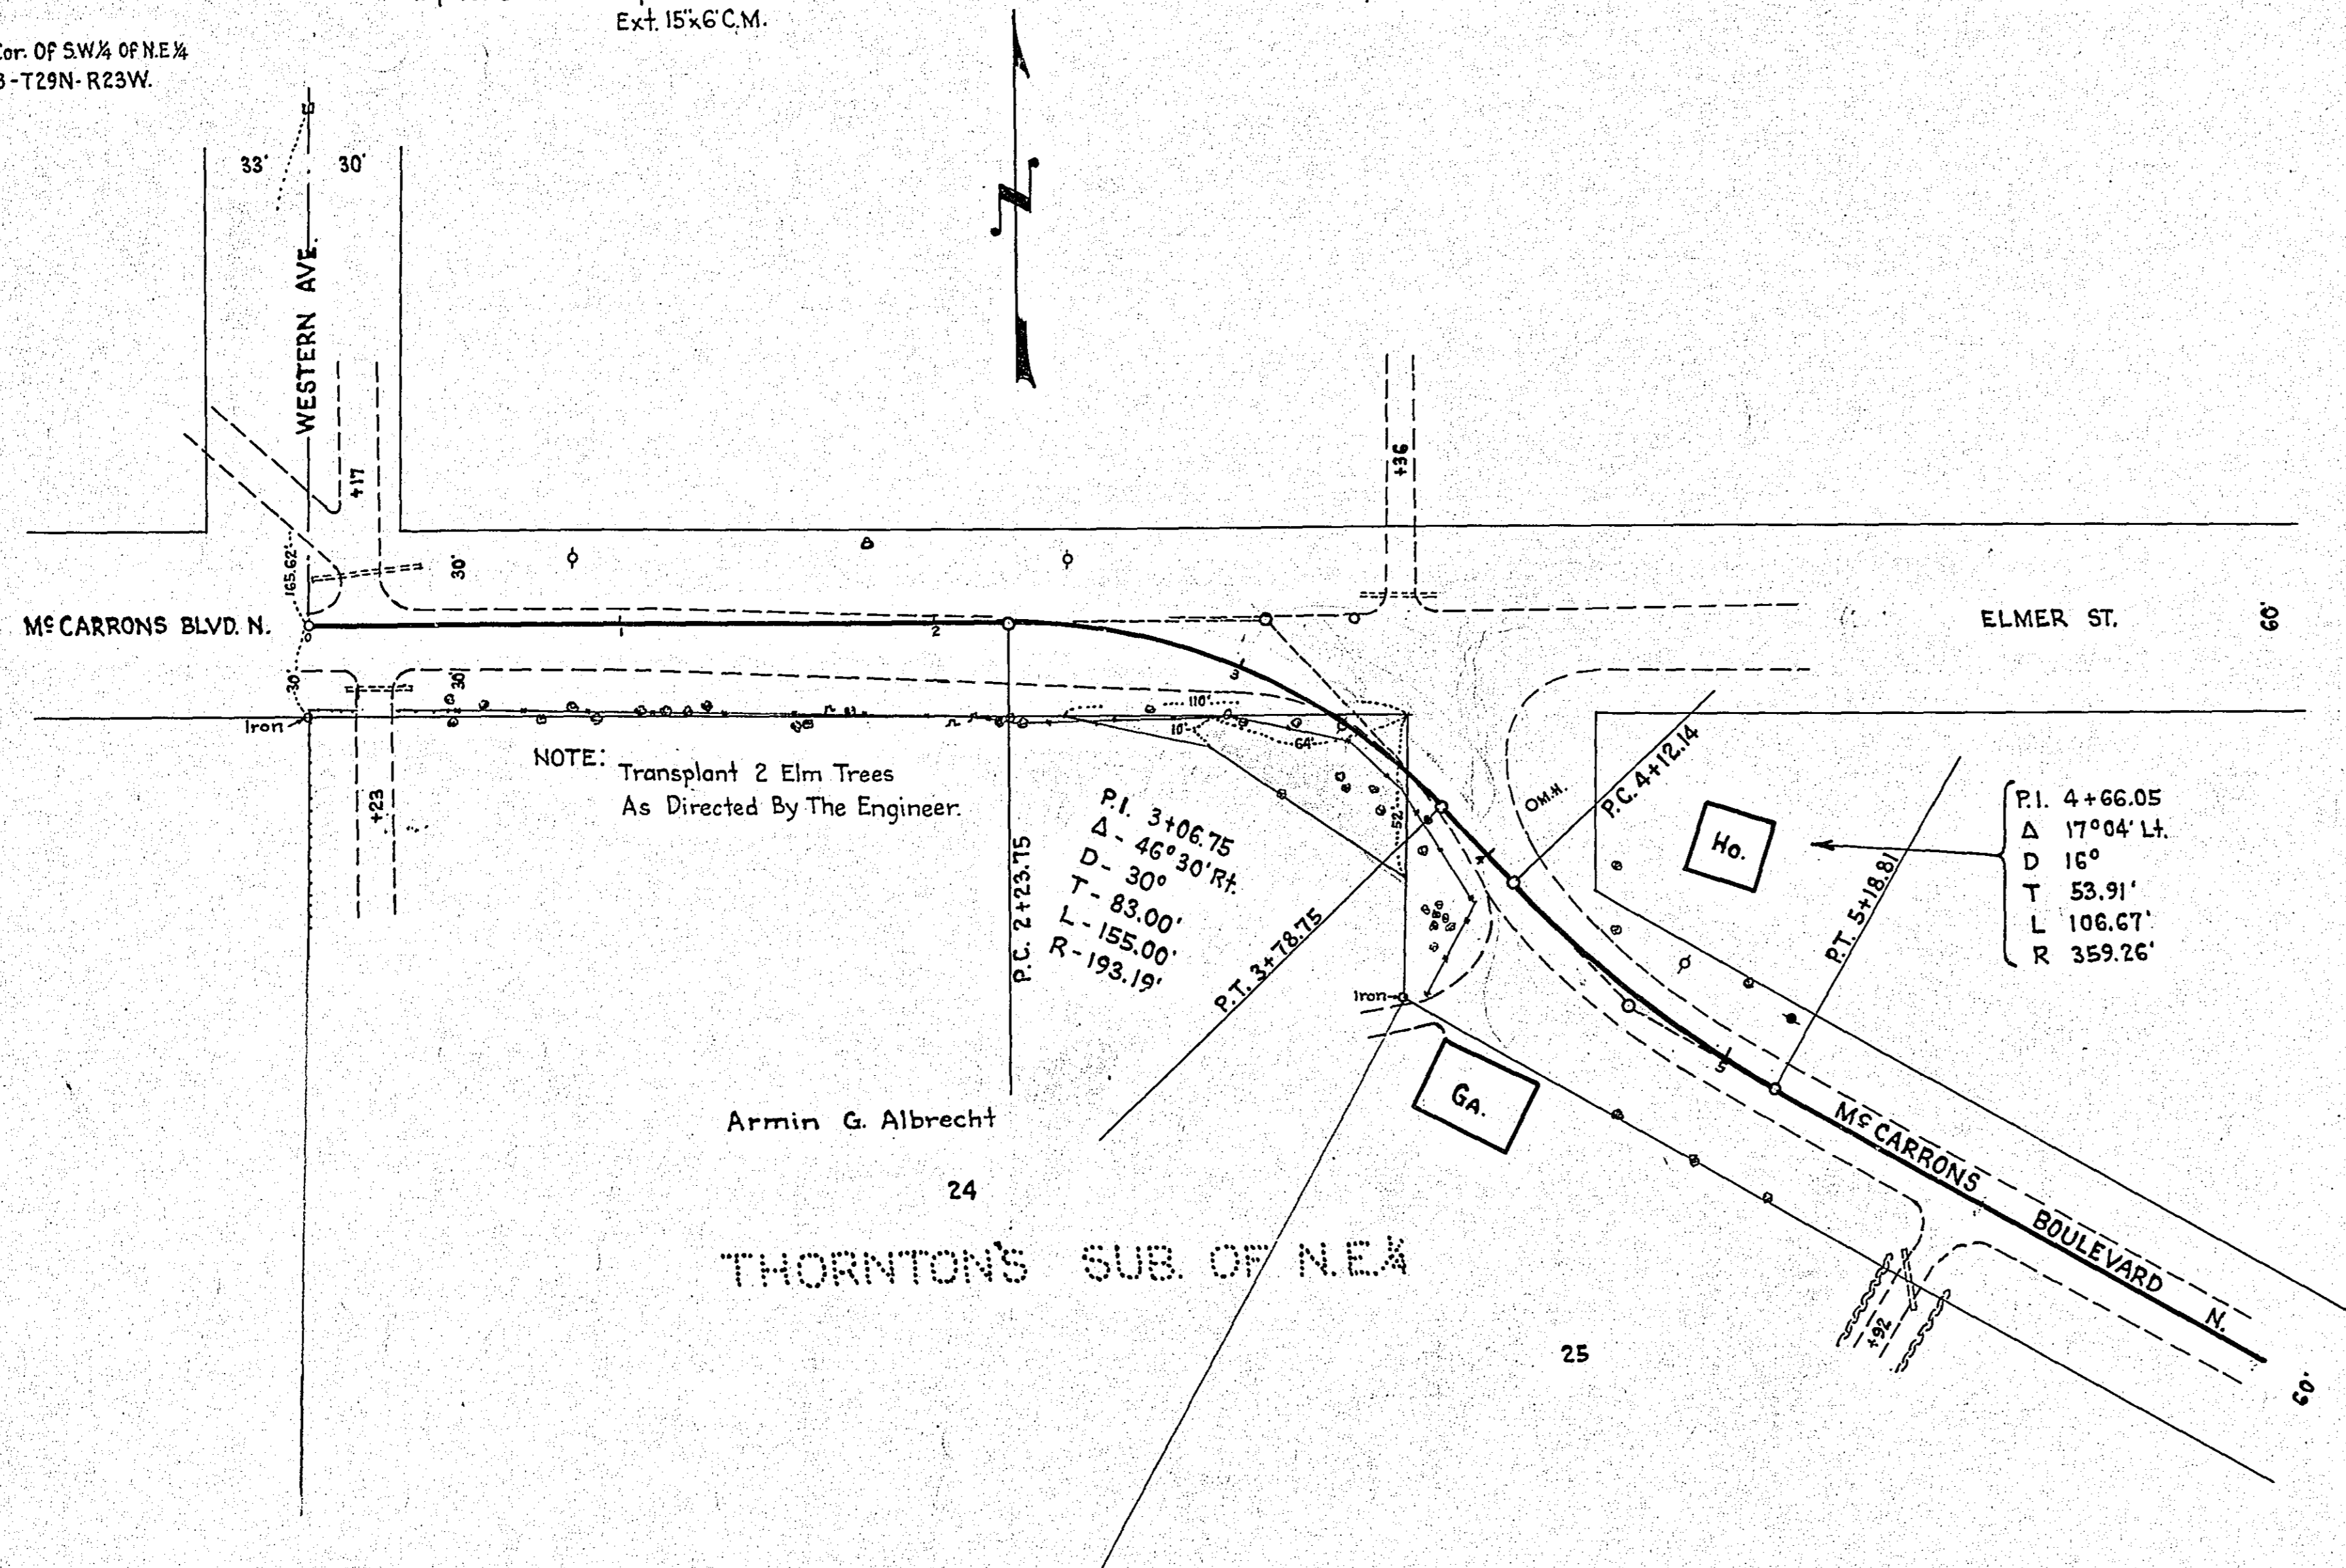 Ext. 15"x6' C.M.
Cor. Of S.W.¼ OF N.E.¼
-T29N-R23W.
33'
30'
WESTERN AVE.
+17
+36
165.62'
30'
McCARRONS BLVD. N.
1
2
3
ELMER ST.
60'
30'
30'
Iron
110'
10'
64'
NOTE:
Transplant 2 Elm Trees
As Directed By The Engineer.
+23
52'
O M.H.
P.C. 4+12.14
Ho.
P.I. 4+66.05
Δ 17°04' Lt.
D 16°
T 53.91'
L 106.67'
R 359.26'
P.I. 3+06.75
Δ - 46°30' Rt.
D - 30°
T - 83.00'
L - 155.00'
R - 193.19'
P.C. 2+23.75
4
P.T. 3+78.75
P.T. 5+18.81
Iron
5
GA.
Armin G. Albrecht
McCARRONS BOULEVARD N.
24
THORNTON'S SUB. OF N.E.¼
25
+92
60'